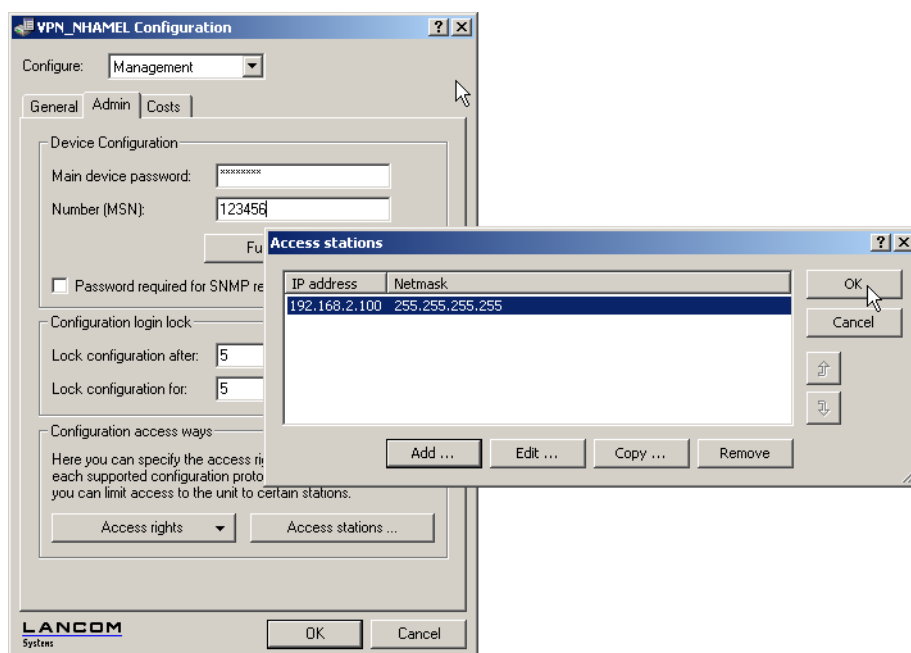 VPN_NHAMEL Configuration
Configure: Management
General Admin Costs
Device Configuration
Main device password: ××××××××
Number (MSN): 123456
Fu
Password required for SNMP re
Configuration login lock
Lock configuration after: 5
Lock configuration for: 5
Configuration access ways
Here you can specify the access ri
each supported configuration proto
you can limit access to the unit to certain stations.
Access rights Access stations ...
LANCOM
Systems
OK Cancel
Access stations
IP address Netmask
192.168.2.100 255.255.255.255
OK
Cancel
Add ... Edit ... Copy ... Remove